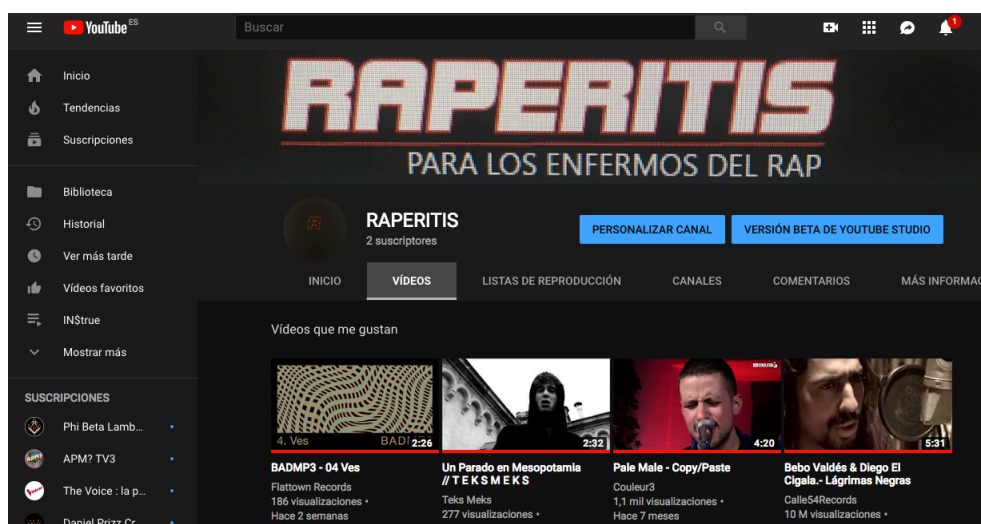 YouTube ES
Buscar
1
Inicio
Tendencias
Suscripciones
Biblioteca
Historial
Ver más tarde
Vídeos favoritos
IN$true
Mostrar más
SUSCRIPCIONES
Phi Beta Lamb...
APM? TV3
The Voice : la p...
Daniel Prizz Cr...
RAPERITIS
PARA LOS ENFERMOS DEL RAP
R
RAPERITIS
2 suscriptores
PERSONALIZAR CANAL
VERSIÓN BETA DE YOUTUBE STUDIO
INICIO
VÍDEOS
LISTAS DE REPRODUCCIÓN
CANALES
COMENTARIOS
MÁS INFORMAC
Vídeos que me gustan
4. Ves
BAD
2:26
BADMP3 - 04 Ves
Flattown Records
186 visualizaciones •
Hace 2 semanas
2:32
Un Parado en Mesopotamia
// T E K S M E K S
Teks Meks
277 visualizaciones •
4:20
Pale Male - Copy/Paste
Couleur3
1,1 mil visualizaciones •
Hace 7 meses
5:31
Bebo Valdés & Diego El
Cigala.- Lágrimas Negras
Calle54Records
10 M visualizaciones •